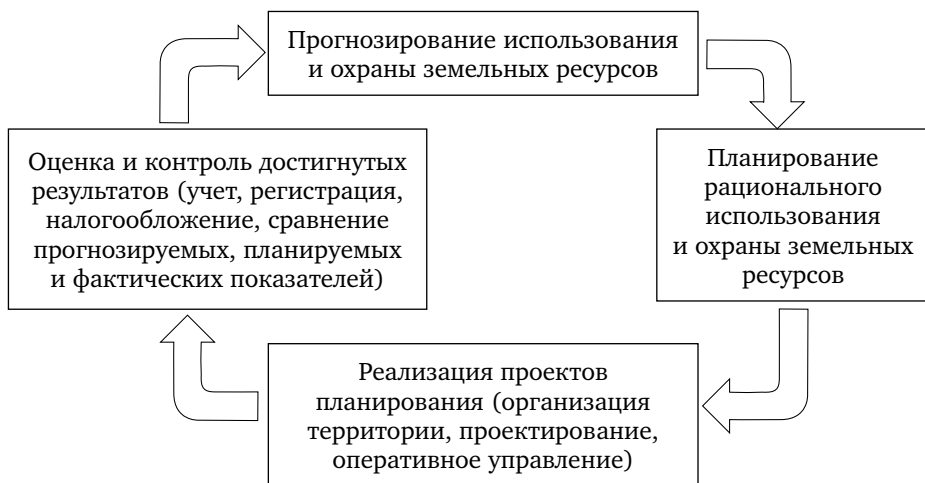 Прогнозирование использования
и охраны земельных ресурсов
Оценка и контроль достигнутых
результатов (учет, регистрация,
налогообложение, сравнение
прогнозируемых, планируемых
и фактических показателей)
Планирование
рационального
использования
и охраны земельных
ресурсов
Реализация проектов
планирования (организация
территории, проектирование,
оперативное управление)